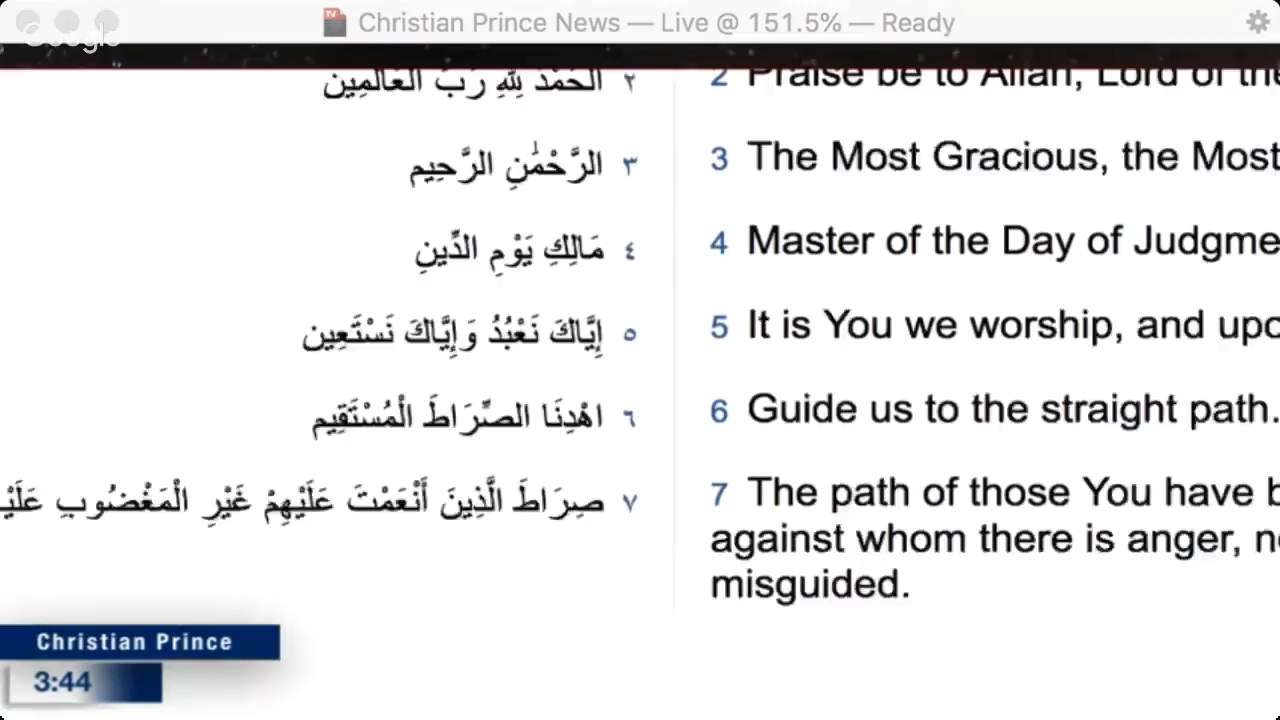 Christian Prince News — Live @ 151.5% — Ready
Google
٢ الحَمْدُ لِلَّهِ رَبِّ العَالَمِين
2 Praise be to Allah, Lord of the
٣ الرَّحْمَٰنِ الرَّحِيم
3 The Most Gracious, the Most
٤ مَالِكِ يَوْمِ الدِّينِ
4 Master of the Day of Judgme
٥ إِيَّاكَ نَعْبُدُ وَإِيَّاكَ نَسْتَعِين
5 It is You we worship, and upo
٦ اهْدِنَا الصِّرَاطَ الْمُسْتَقِيم
6 Guide us to the straight path.
٧ صِرَاطَ الَّذِينَ أَنْعَمْتَ عَلَيْهِمْ غَيْرِ الْمَغْضُوبِ عَلَيْ
7 The path of those You have b
against whom there is anger, no
misguided.
Christian Prince
3:44